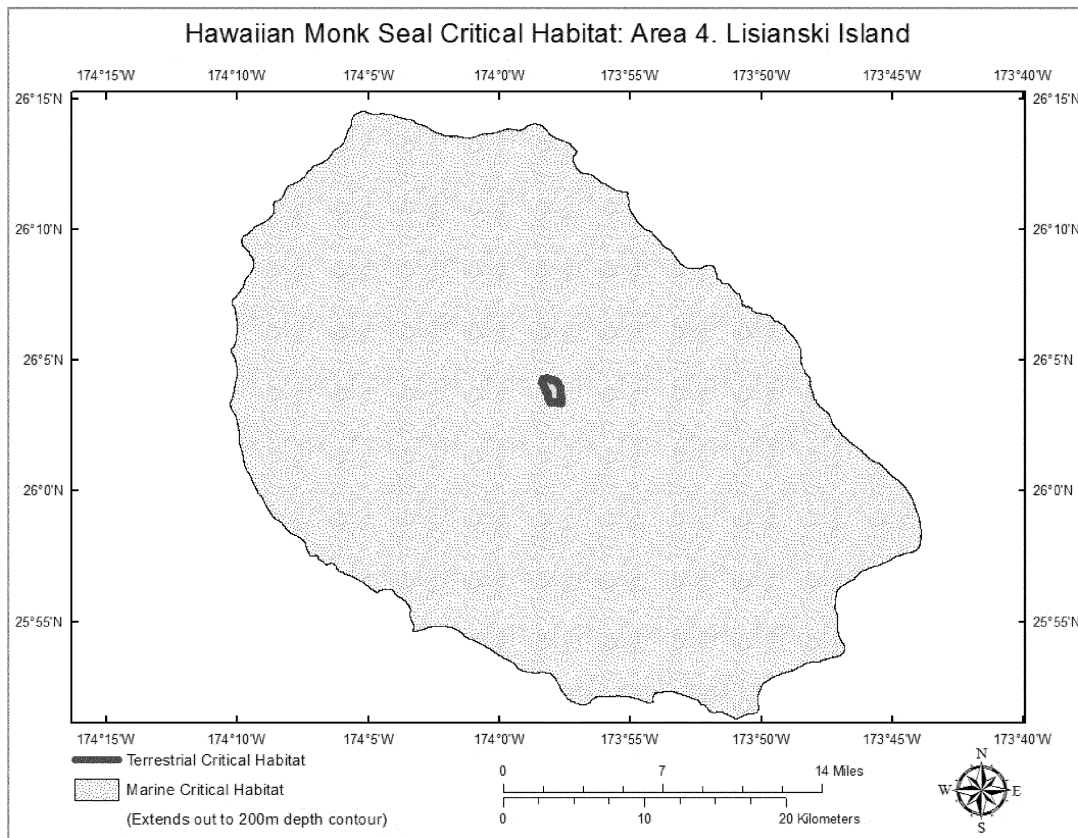 Hawaiian Monk Seal Critical Habitat: Area 4. Lisianski Island
174°15'W 174°10'W 174°5'W 174°0'W 173°55'W 173°50'W 173°45'W 173°40'W
26°15'N 26°15'N
26°10'N 26°10'N
26°5'N 26°5'N
26°0'N 26°0'N
25°55'N 25°55'N
174°15'W 174°10'W 174°5'W 174°0'W 173°55'W 173°50'W 173°45'W 173°40'W
Terrestrial Critical Habitat
Marine Critical Habitat
(Extends out to 200m depth contour)
0 7 14 Miles
0 10 20 Kilometers
N
W E
S